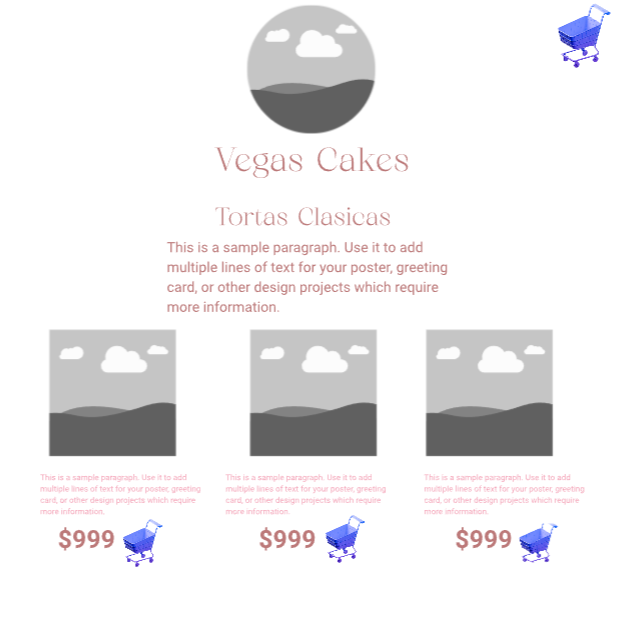 Vegas Cakes
Tortas Clasicas
This is a sample paragraph. Use it to add
multiple lines of text for your poster, greeting
card, or other design projects which require
more information.
This is a sample paragraph. Use it to add
multiple lines of text for your poster, greeting
card, or other design projects which require
more information.
$999
This is a sample paragraph. Use it to add
multiple lines of text for your poster, greeting
card, or other design projects which require
more information.
$999
This is a sample paragraph. Use it to add
multiple lines of text for your poster, greeting
card, or other design projects which require
more information.
$999